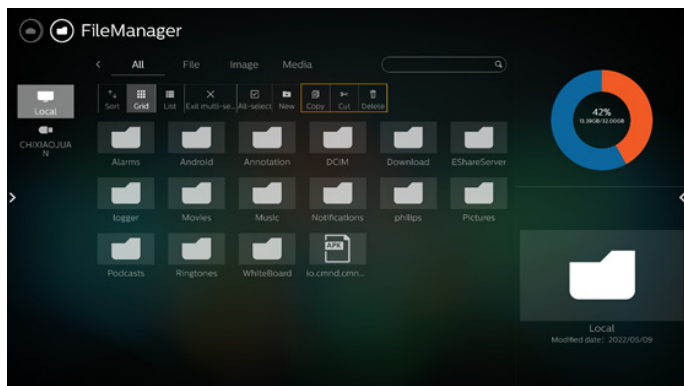 FileManager
All File Image Media
Local
CHIXIAOJUA
N
Sort Grid List Exit multi-se... All-select New Copy Cut Delete
42%
13.39GB/32.00GB
Alarms Android Annotation DCIM Download EShareServer
logger Movies Music Notifications philips Pictures
APK
Podcasts Ringtones WhiteBoard io.cmnd.cmn...
Local
Modified date: 2022/05/09